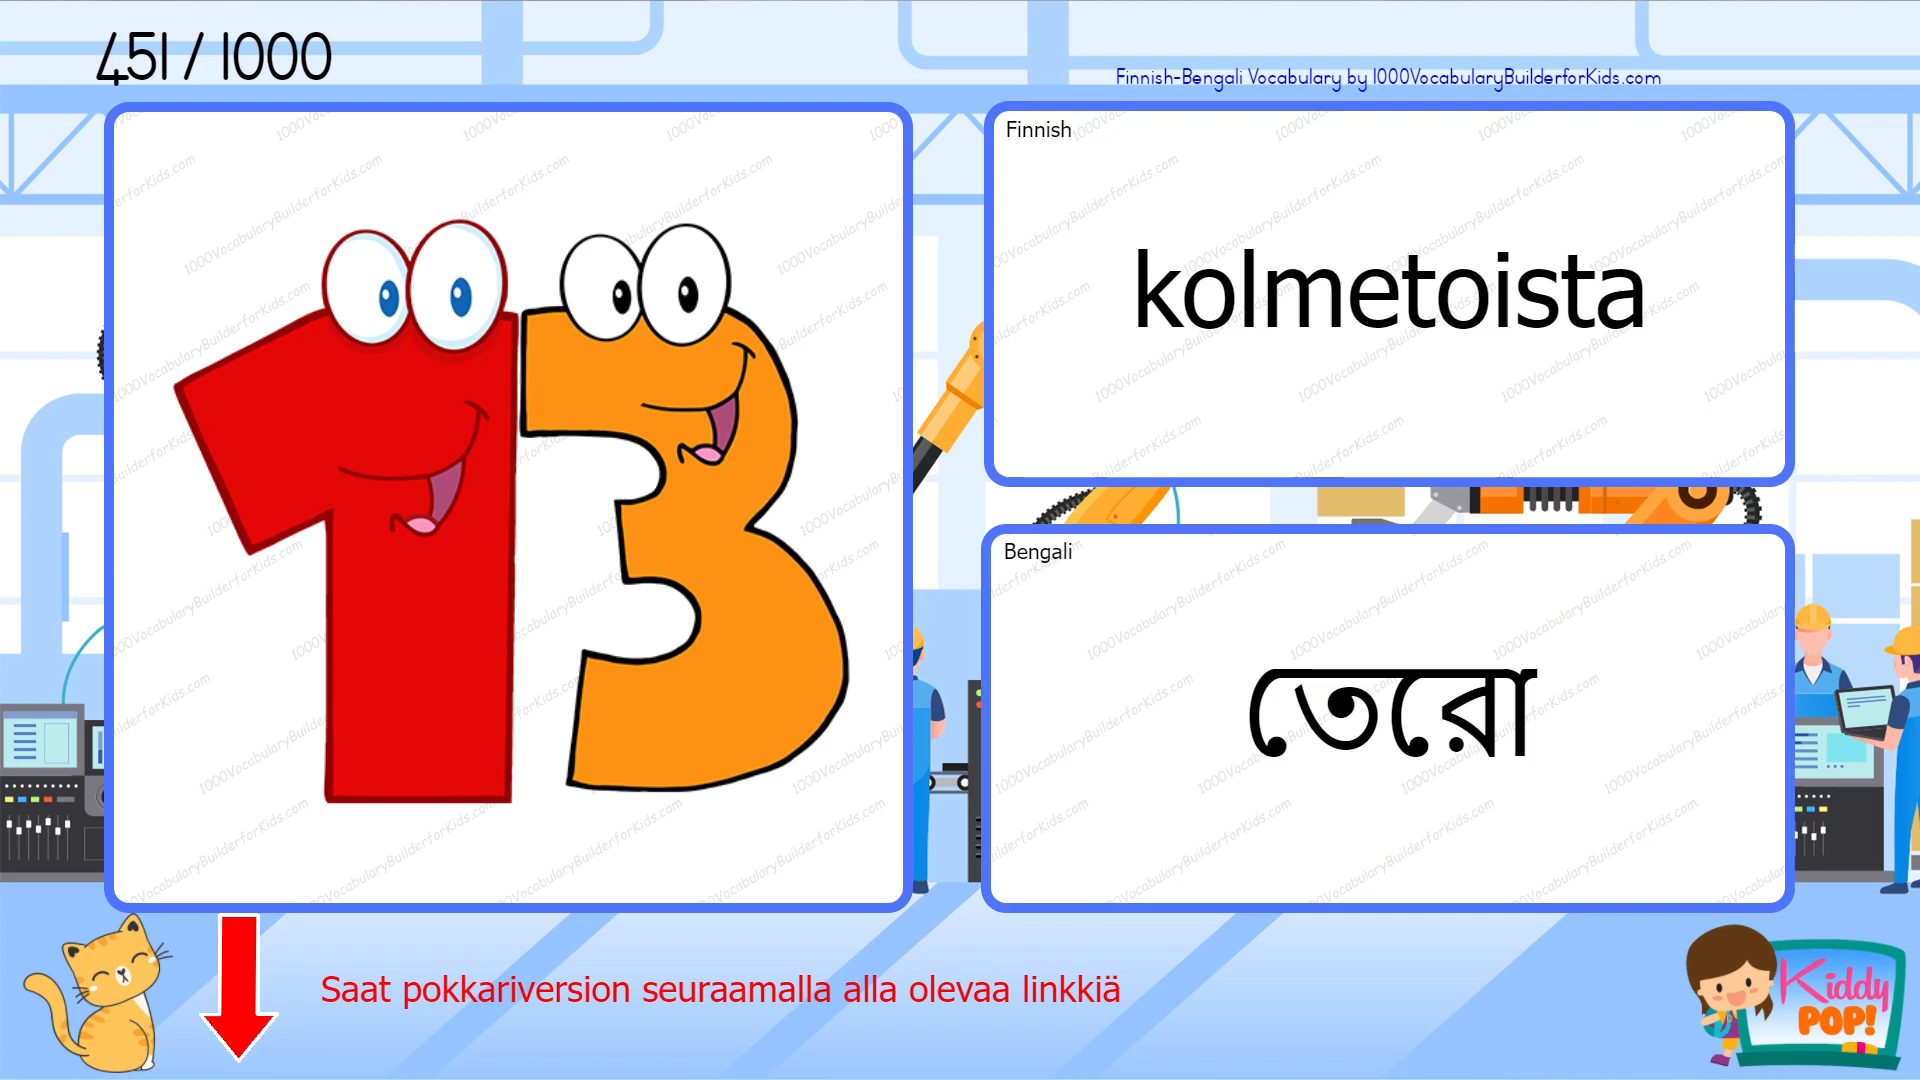 451 / 1000
Finnish-Bengali Vocabulary by 1000VocabularyBuilderforKids.com
13
Finnish
kolmetoista
Bengali
তেরো
Saat pokkariversion seuraamalla alla olevaa linkkiä
Kiddy
POP!